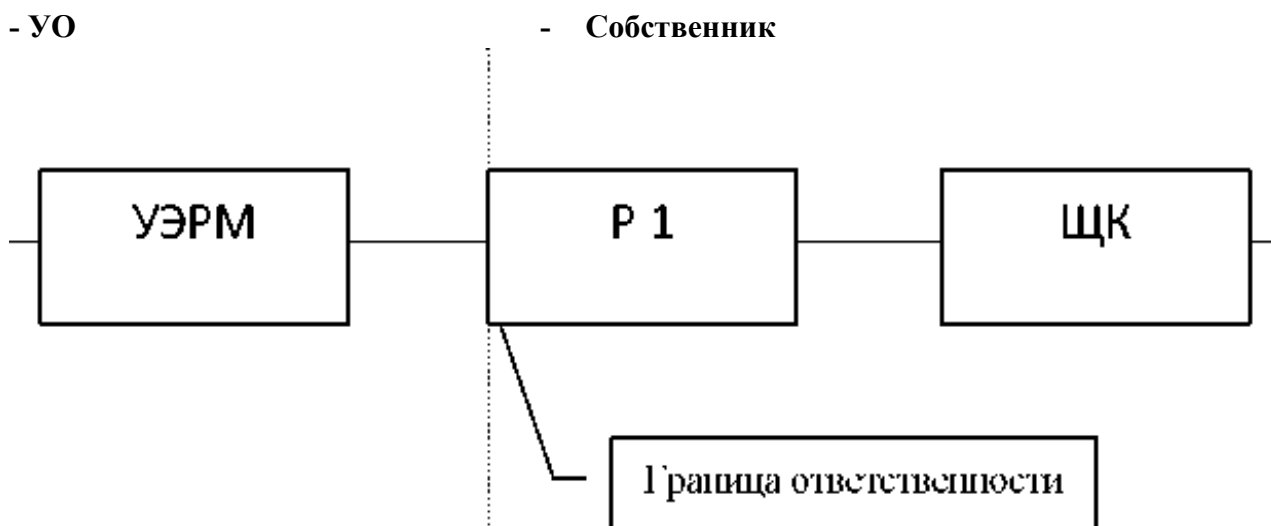 - УО - Собственник
УЭРМ Р 1 ЩК
Граница ответственности